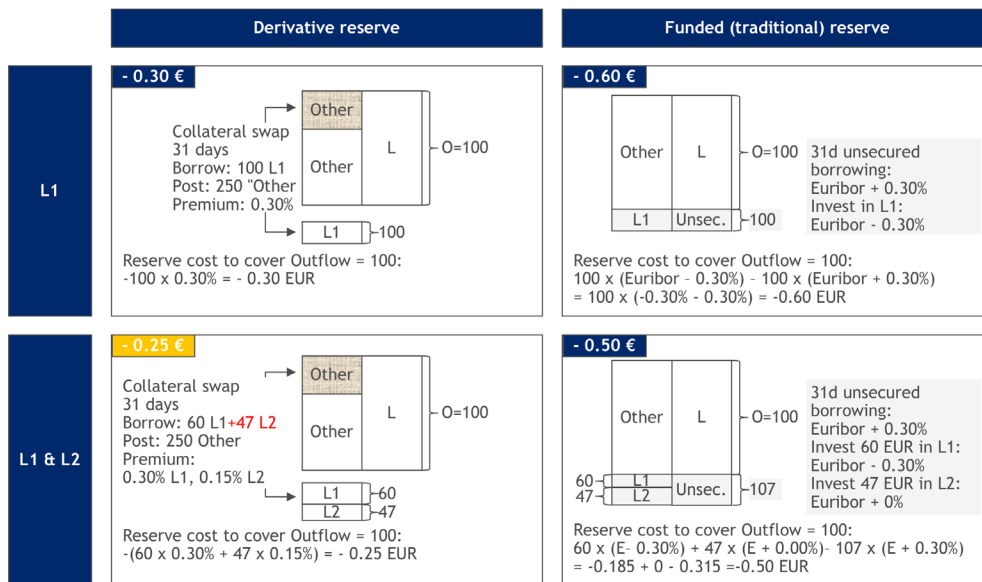 Derivative reserve
Funded (traditional) reserve
L1
- 0.30 €
Other
Collateral swap
31 days
Borrow: 100 L1
Post: 250 "Other
Premium: 0.30%
Other
L
O=100
L1
100
Reserve cost to cover Outflow = 100:
-100 x 0.30% = - 0.30 EUR
- 0.60 €
Other
L
O=100
L1
Unsec.
100
31d unsecured
borrowing:
Euribor + 0.30%
Invest in L1:
Euribor - 0.30%
Reserve cost to cover Outflow = 100:
100 x (Euribor - 0.30%) - 100 x (Euribor + 0.30%)
= 100 x (-0.30% - 0.30%) = -0.60 EUR
L1 & L2
- 0.25 €
Other
Collateral swap
31 days
Borrow: 60 L1+47 L2
Post: 250 Other
Premium:
0.30% L1, 0.15% L2
Other
L
O=100
L1
60
L2
47
Reserve cost to cover Outflow = 100:
-(60 x 0.30% + 47 x 0.15%) = - 0.25 EUR
- 0.50 €
Other
L
O=100
60
L1
47
L2
Unsec.
107
31d unsecured
borrowing:
Euribor + 0.30%
Invest 60 EUR in L1:
Euribor - 0.30%
Invest 47 EUR in L2:
Euribor + 0%
Reserve cost to cover Outflow = 100:
60 x (E- 0.30%) + 47 x (E + 0.00%)- 107 x (E + 0.30%)
= -0.185 + 0 - 0.315 =-0.50 EUR